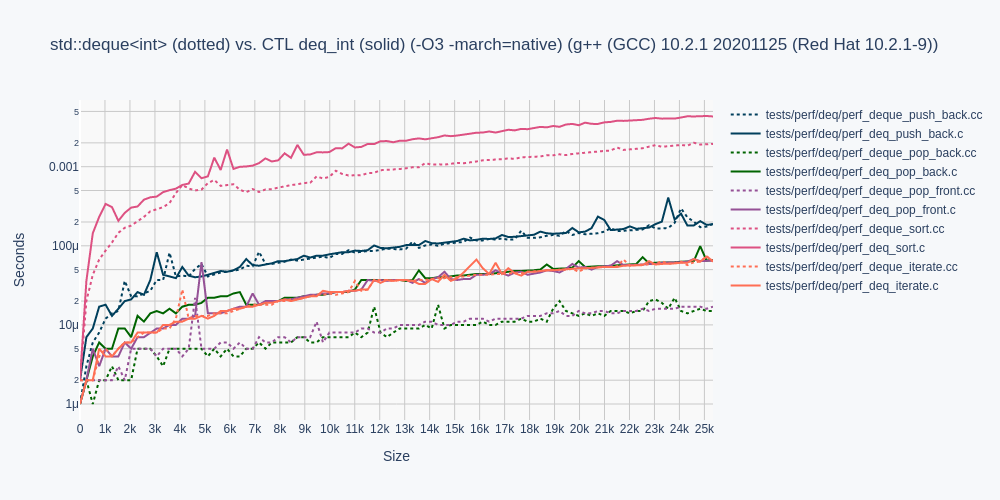 std::deque<int> (dotted) vs. CTL deq_int (solid) (-O3 -march=native) (g++ (GCC) 10.2.1 20201125 (Red Hat 10.2.1-9))
5
2
0.001
5
2
100μ
5
2
10μ
5
2
1μ
Seconds
0 1k 2k 3k 4k 5k 6k 7k 8k 9k 10k 11k 12k 13k 14k 15k 16k 17k 18k 19k 20k 21k 22k 23k 24k 25k
Size
tests/perf/deq/perf_deque_push_back.cc
tests/perf/deq/perf_deq_push_back.c
tests/perf/deq/perf_deque_pop_back.cc
tests/perf/deq/perf_deq_pop_back.c
tests/perf/deq/perf_deque_pop_front.cc
tests/perf/deq/perf_deq_pop_front.c
tests/perf/deq/perf_deque_sort.cc
tests/perf/deq/perf_deq_sort.c
tests/perf/deq/perf_deque_iterate.cc
tests/perf/deq/perf_deq_iterate.c